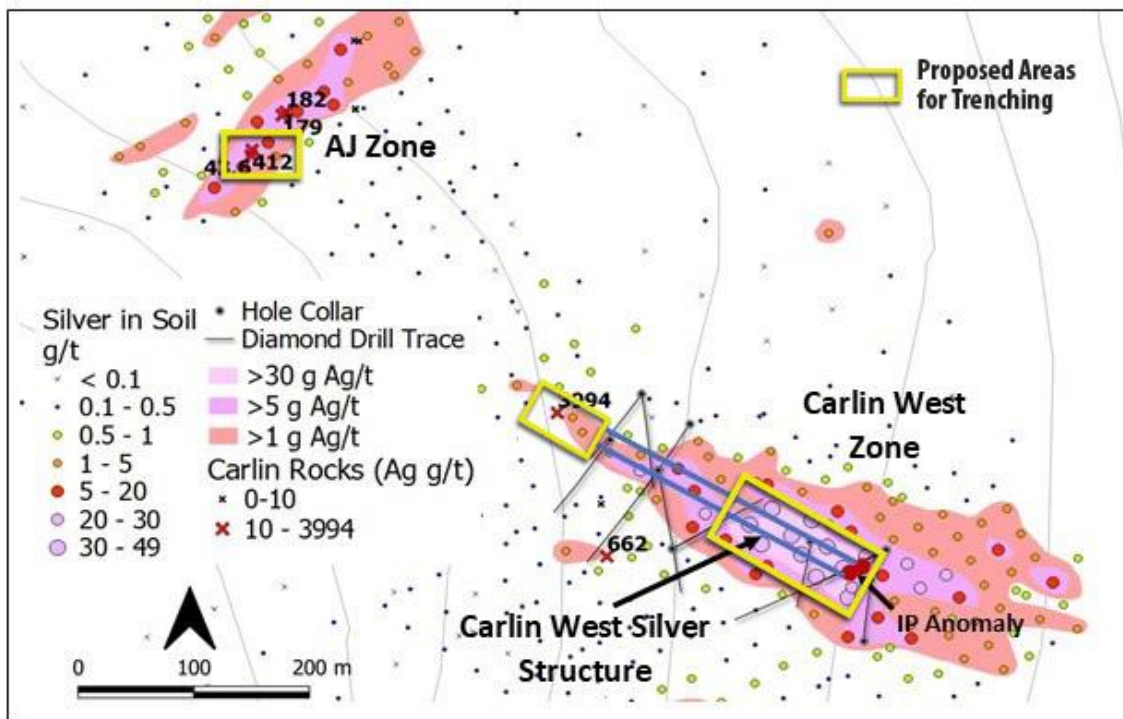 Proposed Areas
for Trenching
182
179
AJ Zone
43.6
412
Silver in Soil
g/t
< 0.1
0.1 - 0.5
0.5 - 1
1 - 5
5 - 20
20 - 30
30 - 49
Hole Collar
Diamond Drill Trace
>30 g Ag/t
>5 g Ag/t
>1 g Ag/t
Carlin Rocks (Ag g/t)
0-10
10 - 3994
3994
Carlin West
Zone
662
Carlin West Silver
Structure
IP Anomaly
0 100 200 m